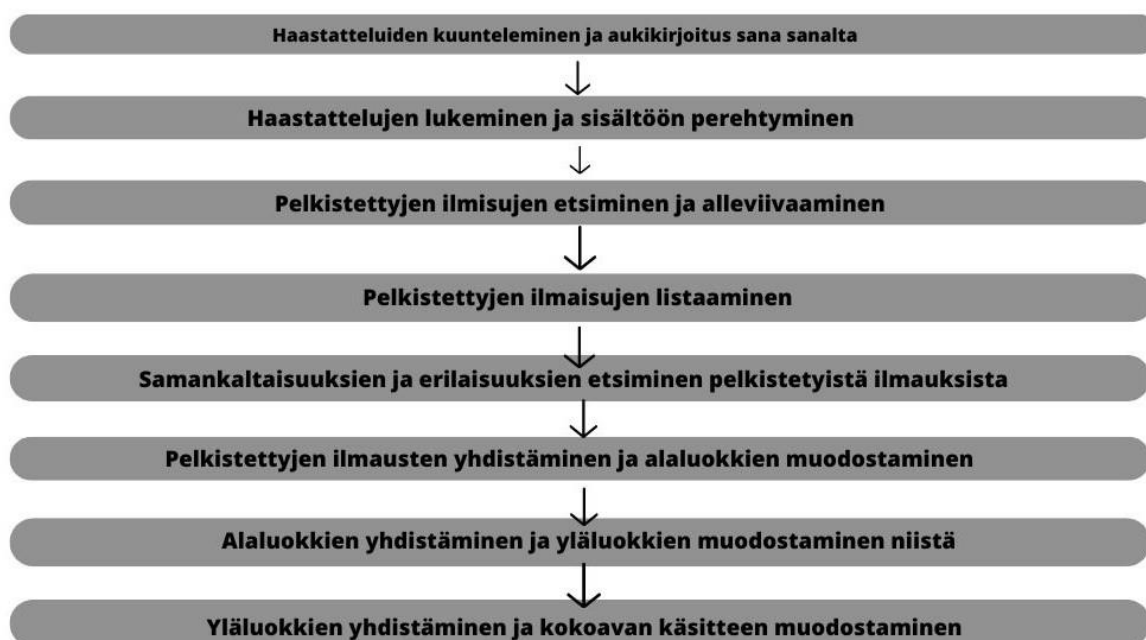 Haastatteluiden kuunteleminen ja aukikirjoitus sana sanalta
Haastattelujen lukeminen ja sisältöön perehtyminen
Pelkistettyjen ilmisujen etsiminen ja alleviivaaminen
Pelkistettyjen ilmaisujen listaaminen
Samankaltaisuuksien ja erilaisuuksien etsiminen pelkistetyistä ilmauksista
Pelkistettyjen ilmausten yhdistäminen ja alaluokkien muodostaminen
Alaluokkien yhdistäminen ja yläluokkien muodostaminen niistä
Yläluokkien yhdistäminen ja kokoavan käsitteen muodostaminen